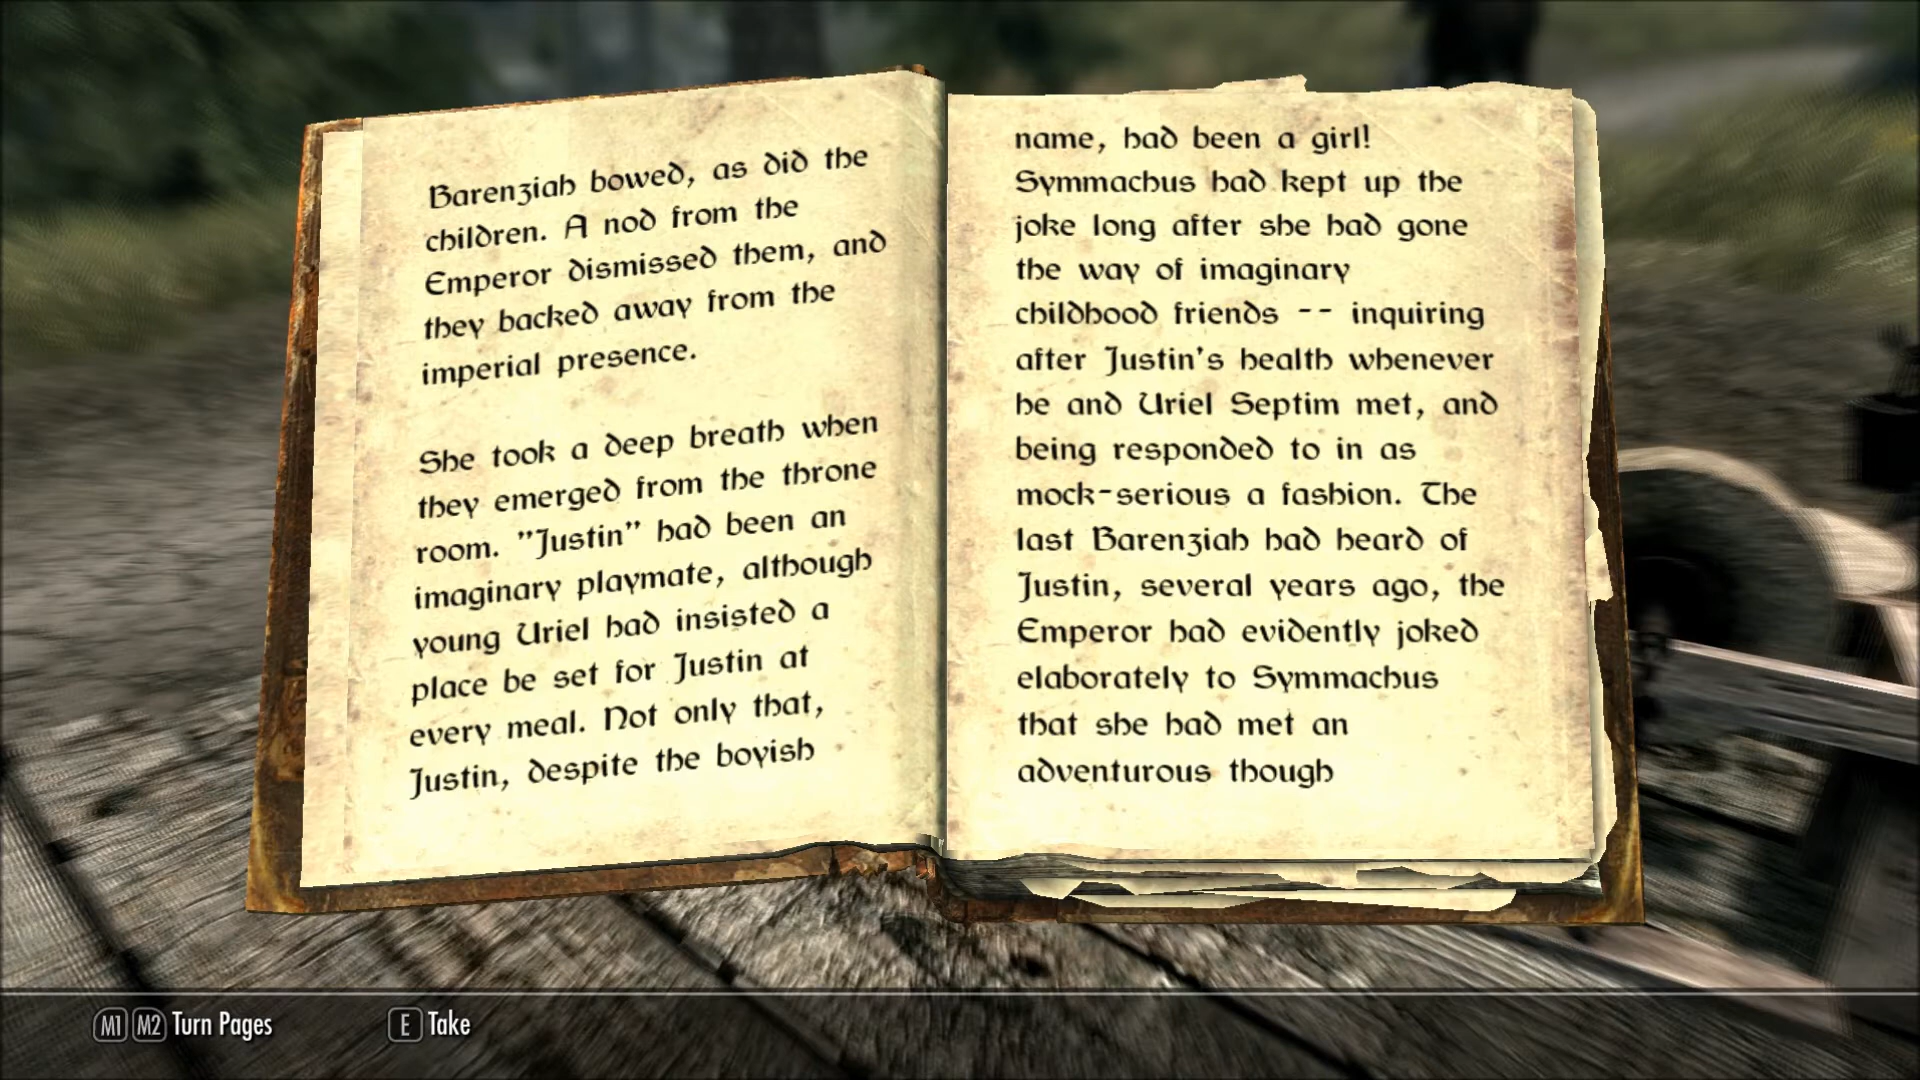 Barenziah bowed, as did the
children. A nod from the
Emperor dismissed them, and
they backed away from the
imperial presence.
She took a deep breath when
they emerged from the throne
room. "Justin" had been an
imaginary playmate, although
young Uriel had insisted a
place be set for Justin at
every meal. Not only that,
Justin, despite the boyish
name, had been a girl!
Symmachus had kept up the
joke long after she had gone
the way of imaginary
childhood friends -- inquiring
after Justin's health whenever
he and Uriel Septim met, and
being responded to in as
mock-serious a fashion. The
last Barenziah had heard of
Justin, several years ago, the
Emperor had evidently joked
elaborately to Symmachus
that she had met an
adventurous though
M1 M2 Turn Pages
E Take